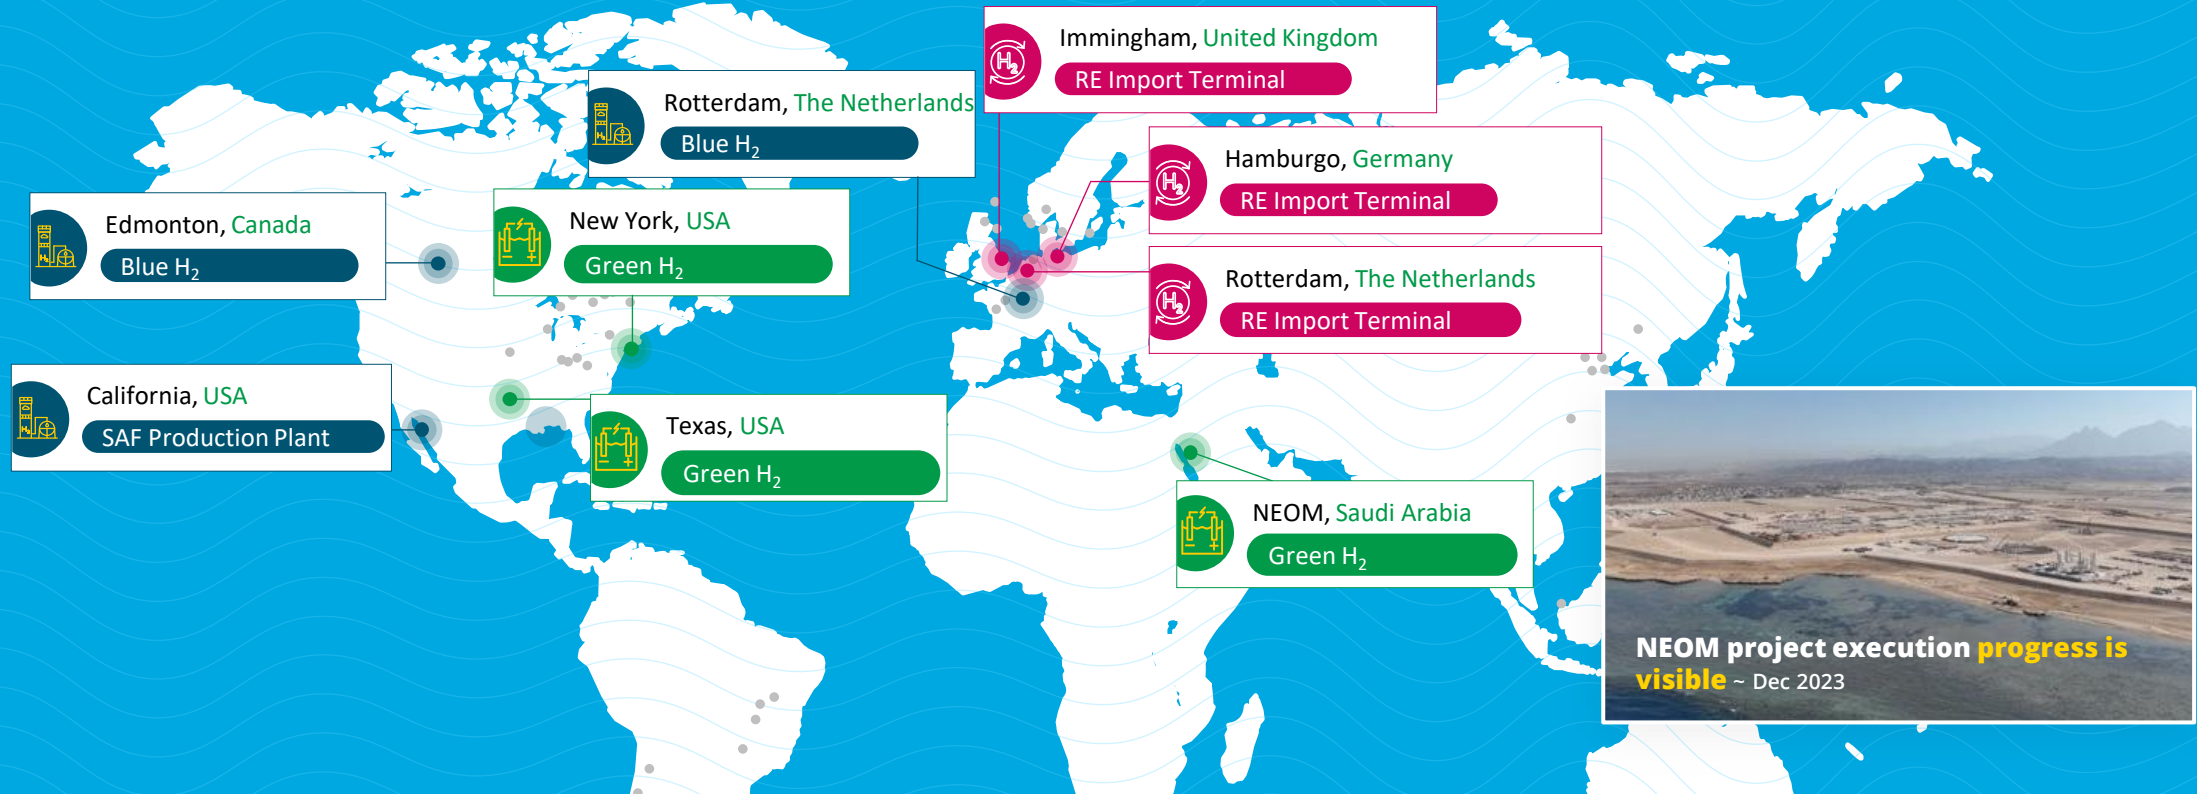 Immingham, United Kingdom
RE Import Terminal
Rotterdam, The Netherlands
Blue H₂
Hamburgo, Germany
RE Import Terminal
Edmonton, Canada
Blue H₂
New York, USA
Green H₂
Rotterdam, The Netherlands
RE Import Terminal
California, USA
SAF Production Plant
Texas, USA
Green H₂
NEOM, Saudi Arabia
Green H₂
NEOM project execution progress is
visible ~ Dec 2023